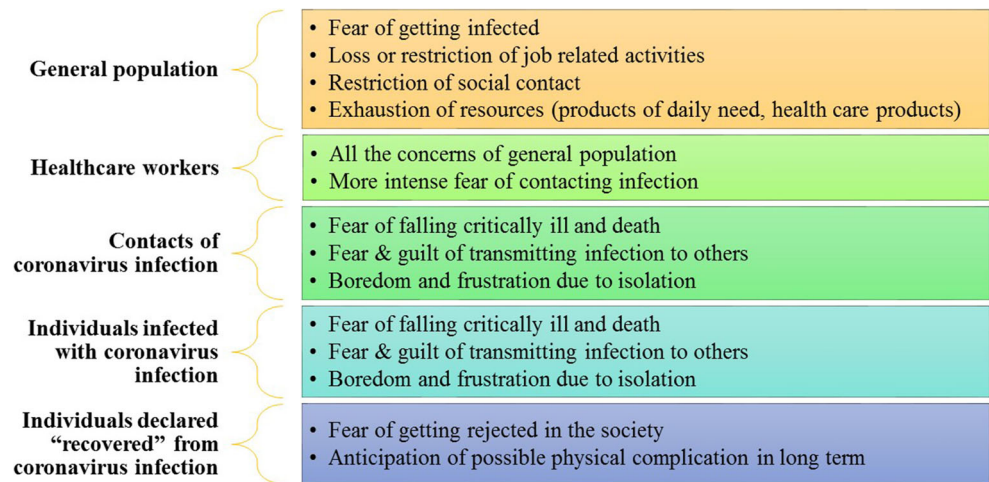 General population
• Fear of getting infected
• Loss or restriction of job related activities
• Restriction of social contact
• Exhaustion of resources (products of daily need, health care products)
Healthcare workers
• All the concerns of general population
• More intense fear of contacting infection
Contacts of
coronavirus infection
• Fear of falling critically ill and death
• Fear & guilt of transmitting infection to others
• Boredom and frustration due to isolation
Individuals infected
with coronavirus
infection
• Fear of falling critically ill and death
• Fear & guilt of transmitting infection to others
• Boredom and frustration due to isolation
Individuals declared
“recovered” from
coronavirus infection
• Fear of getting rejected in the society
• Anticipation of possible physical complication in long term